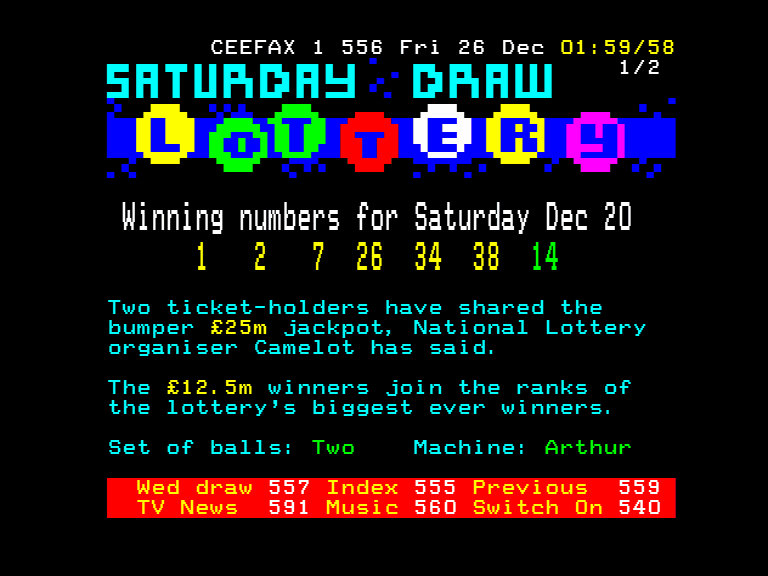 CEEFAX 1 556 Fri 26 Dec 01:59/58
1/2
SATURDAY DRAW
LOTTERY
Winning numbers for Saturday Dec 20
1 2 7 26 34 38 14
Two ticket-holders have shared the
bumper £25m jackpot, National Lottery
organiser Camelot has said.
The £12.5m winners join the ranks of
the lottery's biggest ever winners.
Set of balls: Two Machine: Arthur
Wed draw 557 Index 555 Previous 559
TV News 591 Music 560 Switch On 540